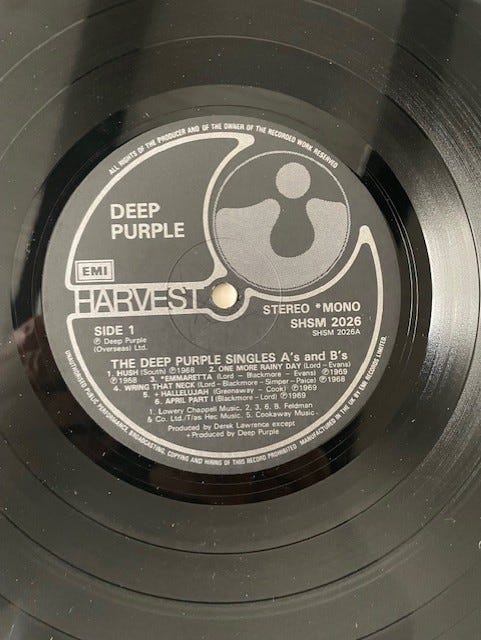 ALL RIGHTS OF THE PRODUCER AND OF THE OWNER OF THE RECORDED WORK RESERVED
DEEP
PURPLE
EMI
HARVEST
STEREO *MONO
SHSM 2026
SHSM 2026A
SIDE 1
℗ Deep Purple
(Overseas) Ltd.
THE DEEP PURPLE SINGLES A's and B's
1. HUSH (South) ℗1968 2. ONE MORE RAINY DAY (Lord – Evans)
℗1968 3. *EMMARETTA (Lord – Blackmore – Evans) ℗1969
4. WRING THAT NECK (Lord – Blackmore – Simper – Paice) ℗1968
5. +HALLELUJAH (Greenaway – Cook) ℗1969
6. APRIL PART I (Blackmore – Lord) ℗1969
1. Lowery Chappell Music. 2, 3, 6. B. Feldman
& Co. Ltd./Tras Hec Music. 5. Cookaway Music.
Produced by Derek Lawrence except
+Produced by Deep Purple
UNAUTHORISED PUBLIC PERFORMANCE, BROADCASTING, COPYING AND HIRING OF THIS RECORD PROHIBITED MANUFACTURED IN THE U.K. BY EMI RECORDS LIMITED.